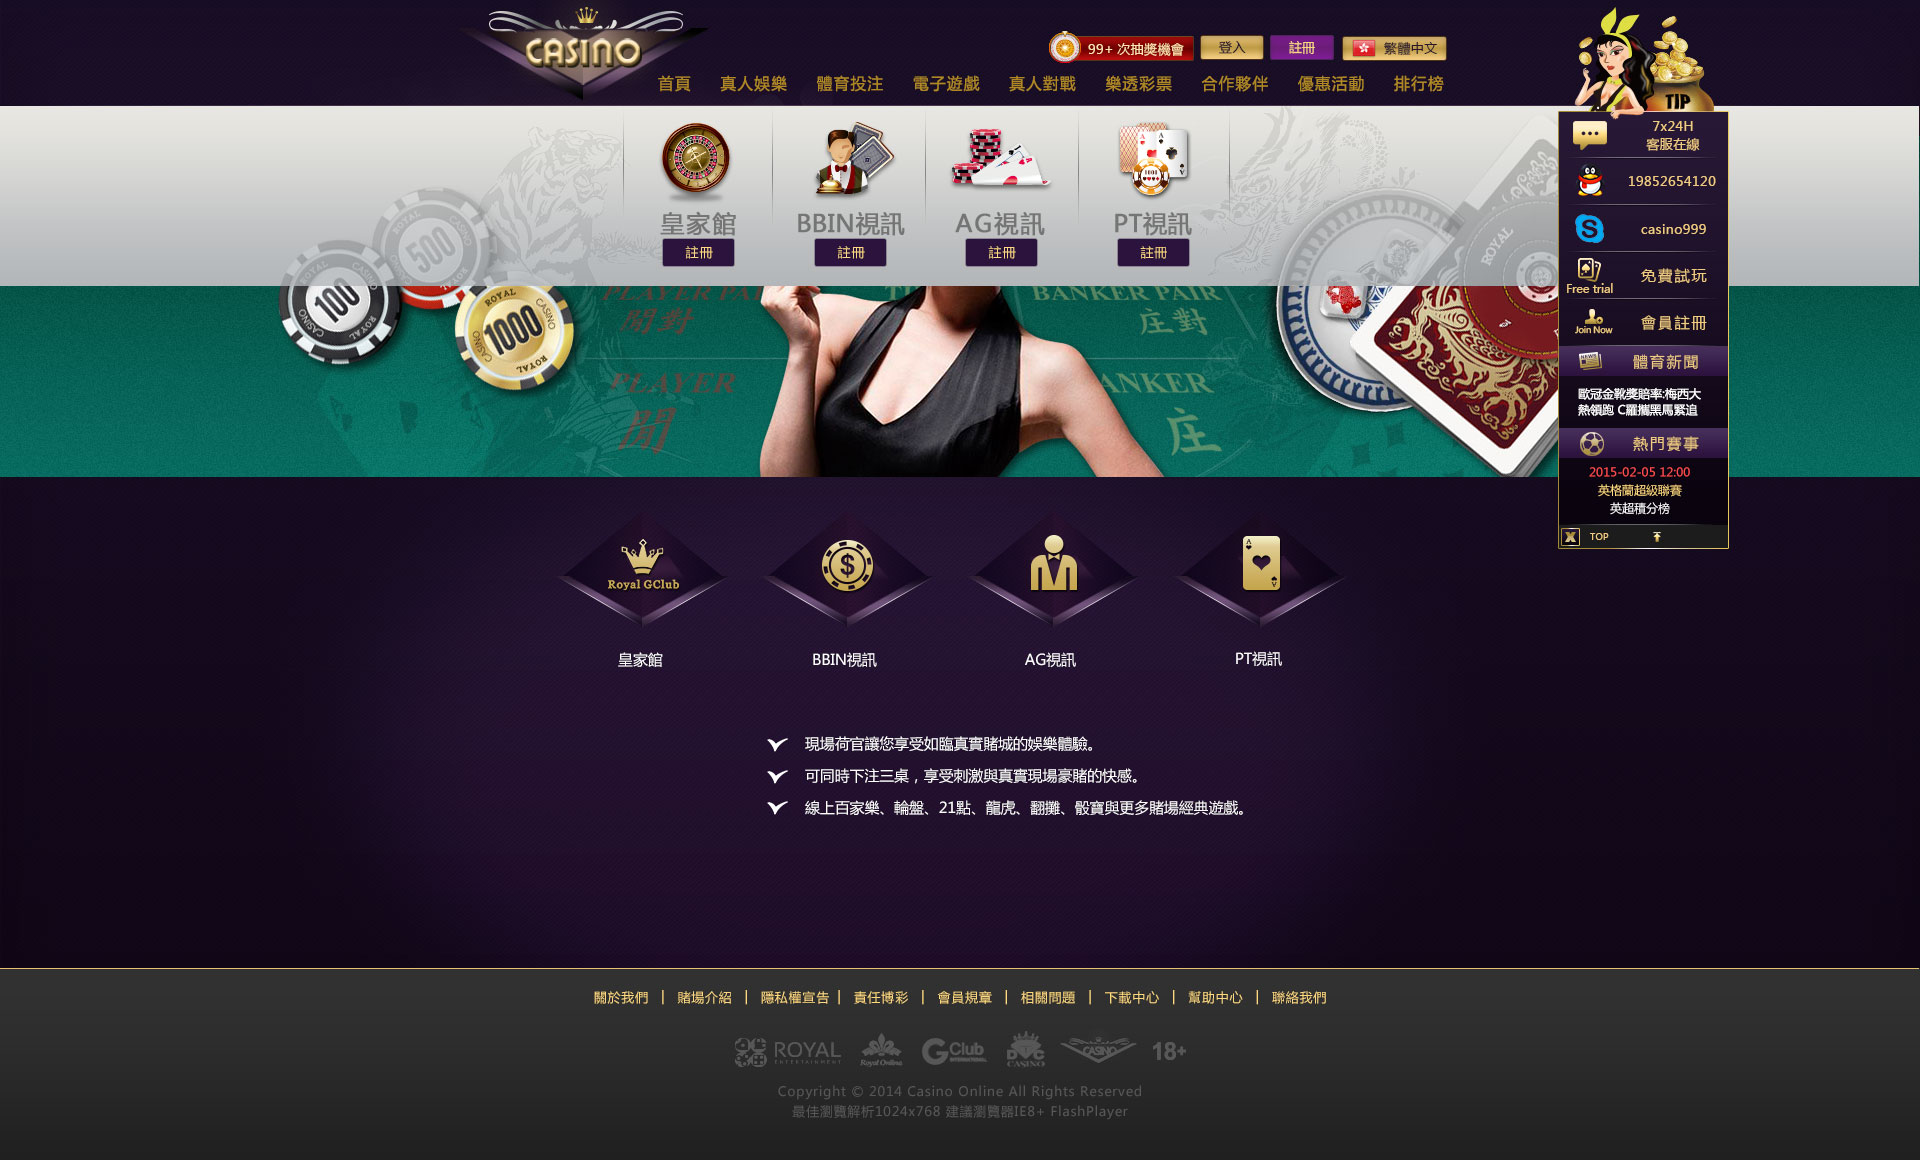 CASINO
99+ 次抽獎機會
登入
註冊
繁體中文
首頁 真人娛樂 體育投注 電子遊戲 真人對戰 樂透彩票 合作夥伴 優惠活動 排行榜
TIP
皇家館 BBIN視訊 AG視訊 PT視訊
註冊 註冊 註冊 註冊
7x24H
客服在線
19852654120
casino999
Free trial 免費試玩
Join Now 會員註冊
NEWS 體育新聞
歐冠金靴獎賠率:梅西大
熱領跑 C羅攜黑馬緊追
熱門賽事
2015-02-05 12:00
英格蘭超級聯賽
英超積分榜
X TOP
ROYAL CASINO 500
ROYAL CASINO 100
ROYAL CASINO 1000
ROYAL
PLAYER PAI BANKER PAIR
閒對 庄對
PLAYER ANKER
閒 庄
Royal GClub
皇家館 BBIN視訊 AG視訊 PT視訊
現場荷官讓您享受如臨真實賭城的娛樂體驗。
可同時下注三桌，享受刺激與真實現場豪賭的快感。
線上百家樂、輪盤、21點、龍虎、翻攤、骰寶與更多賭場經典遊戲。
關於我們 | 賭場介紹 | 隱私權宣告 | 責任博彩 | 會員規章 | 相關問題 | 下載中心 | 幫助中心 | 聯絡我們
ROYAL ENTERTAINMENT Royal Online GClub CASINO CASINO 18+
Copyright © 2014 Casino Online All Rights Reserved
最佳瀏覽解析1024x768 建議瀏覽器IE8+ FlashPlayer